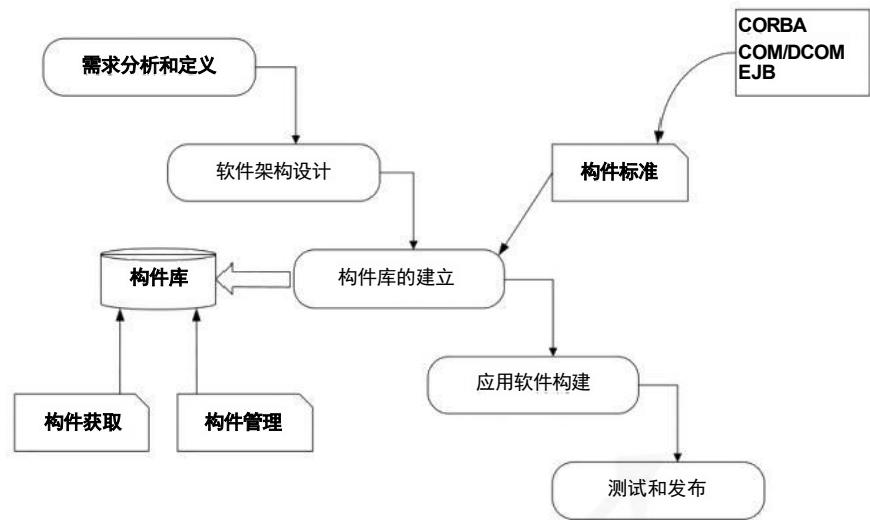 CORBA
COM/DCOM
EJB
需求分析和定义
软件架构设计
构件标准
构件库
构件库的建立
应用软件构建
构件获取
构件管理
测试和发布